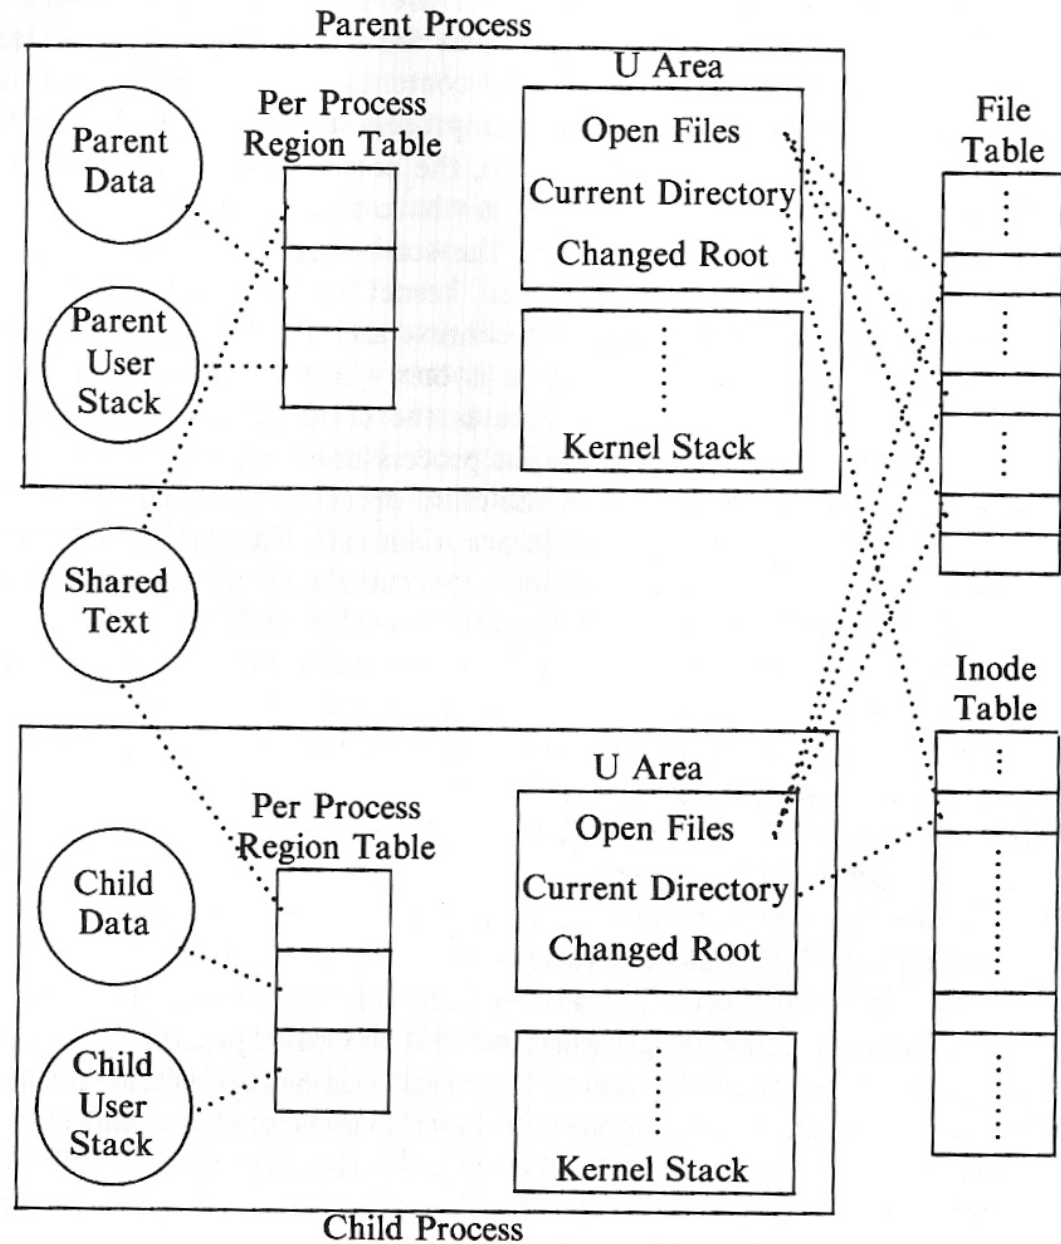 Parent Process
U Area
Per Process
Region Table
Parent
Data
Open Files
Current Directory
Changed Root
File
Table
Parent
User
Stack
Kernel Stack
Shared
Text
Inode
Table
U Area
Per Process
Region Table
Open Files
Current Directory
Changed Root
Child
Data
Child
User
Stack
Kernel Stack
Child Process